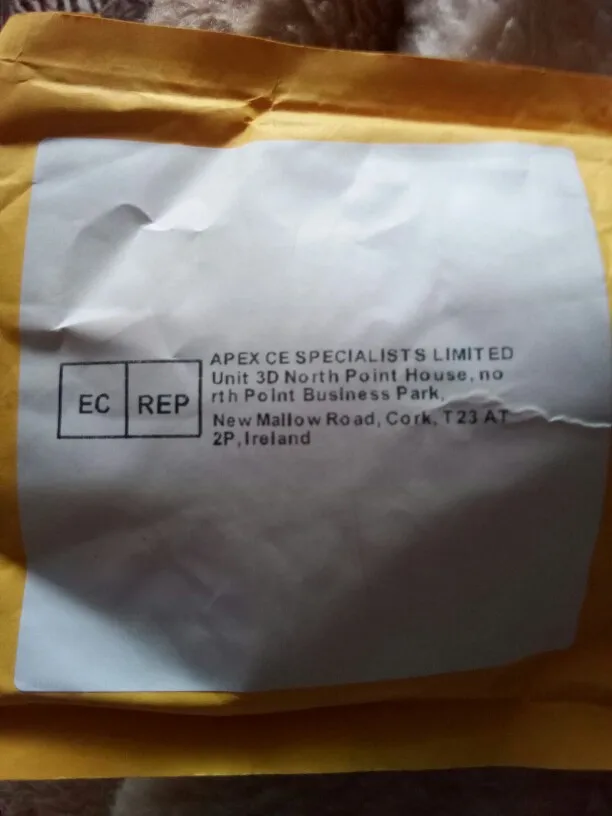 EC REP
APEX CE SPECIALISTS LIMITED
Unit 3D North Point House, no
rth Point Business Park,
New Mallow Road, Cork, T23 AT
2P, Ireland